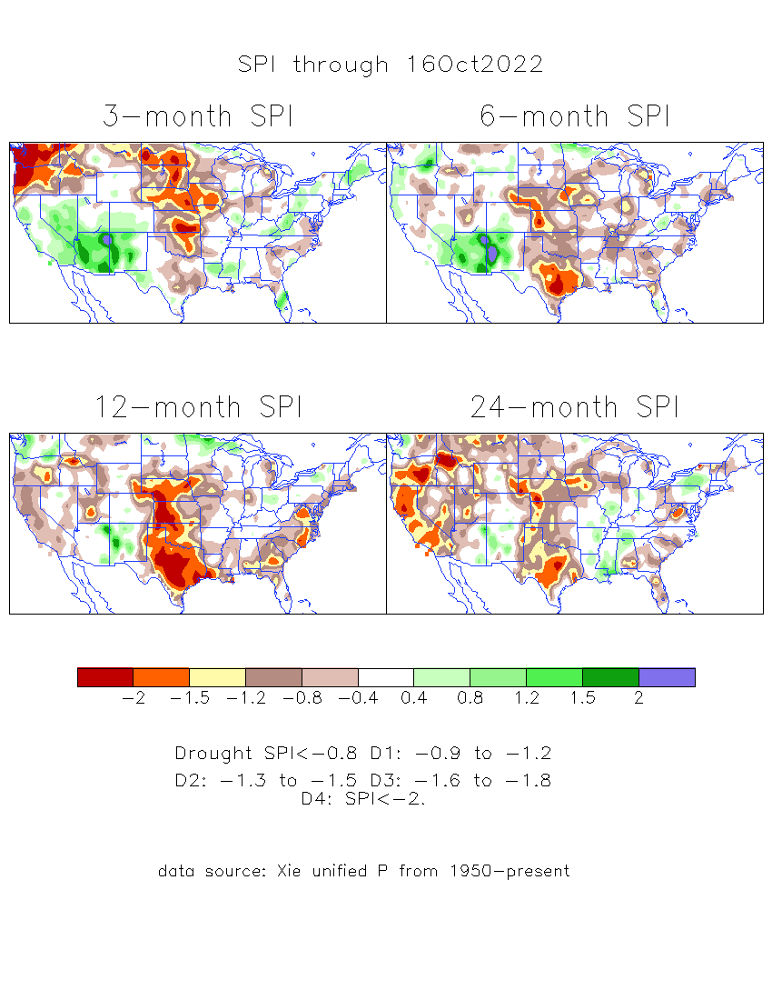 SPI through 16Oct2022
3-month SPI
6-month SPI
12-month SPI
24-month SPI
-2 -1.5 -1.2 -0.8 -0.4 0.4 0.8 1.2 1.5 2
Drought SPI<-0.8 D1: -0.9 to -1.2
D2: -1.3 to -1.5 D3: -1.6 to -1.8
D4: SPI<-2.
data source: Xie unified P from 1950-present